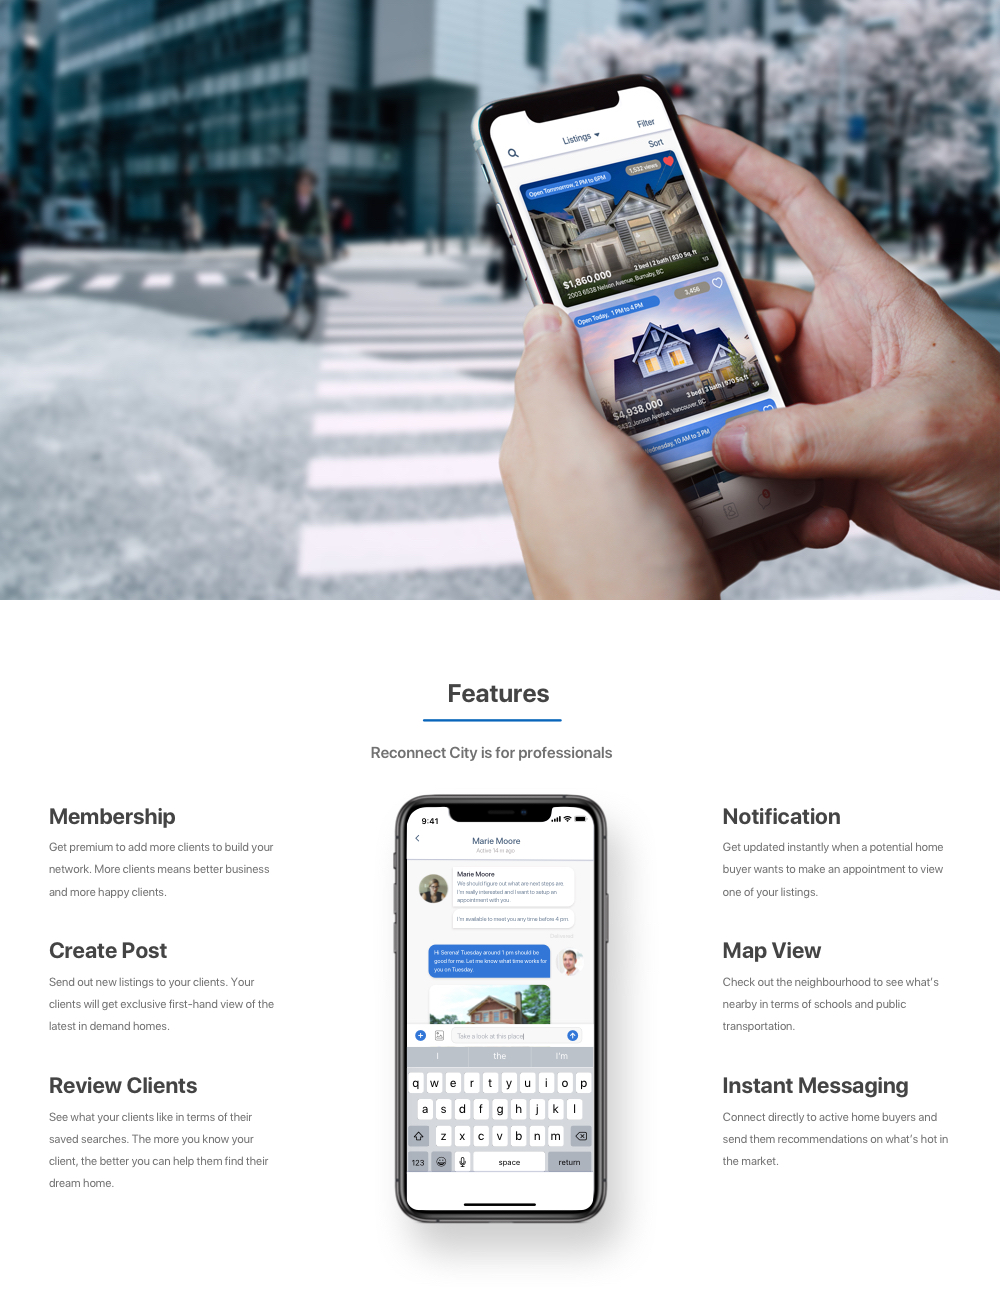 Listings
Filter
Sort
Open Tommorrow, 2 PM to 6PM
1,532 views
$1,860,000
2 bed | 2 bath | 830 Sq. ft
2003 6538 Nelson Avenue, Burnaby, BC
1/3
Open Today, 1 PM to 4 PM
3,456
$4,938,000
3 bed | 3 bath | 970 Sq. ft
Jonson Avenue, Vancouver, BC
1/5
Wednesday, 10 AM to 3 PM
Features
Reconnect City is for professionals
Membership
Get premium to add more clients to build your
network. More clients means better business
and more happy clients.
Create Post
Send out new listings to your clients. Your
clients will get exclusive first-hand view of the
latest in demand homes.
Review Clients
See what your clients like in terms of their
saved searches. The more you know your
client, the better you can help them find their
dream home.
9:41
Marie Moore
Active 14 m ago
Marie Moore
We should figure out what are next steps are.
I'm really interested and I want to setup an
appointment with you.
I'm available to meet you any time before 4 pm.
Hi Serena! Tuesday around 1 pm should be
good for me. Let me know what time works for
you on Tuesday.
Take a look at this place
I the I'm
q w e r t y u i o p
a s d f g h j k l
z x c v b n m
123 space return
Notification
Get updated instantly when a potential home
buyer wants to make an appointment to view
one of your listings.
Map View
Check out the neighbourhood to see what's
nearby in terms of schools and public
transportation.
Instant Messaging
Connect directly to active home buyers and
send them recommendations on what's hot in
the market.